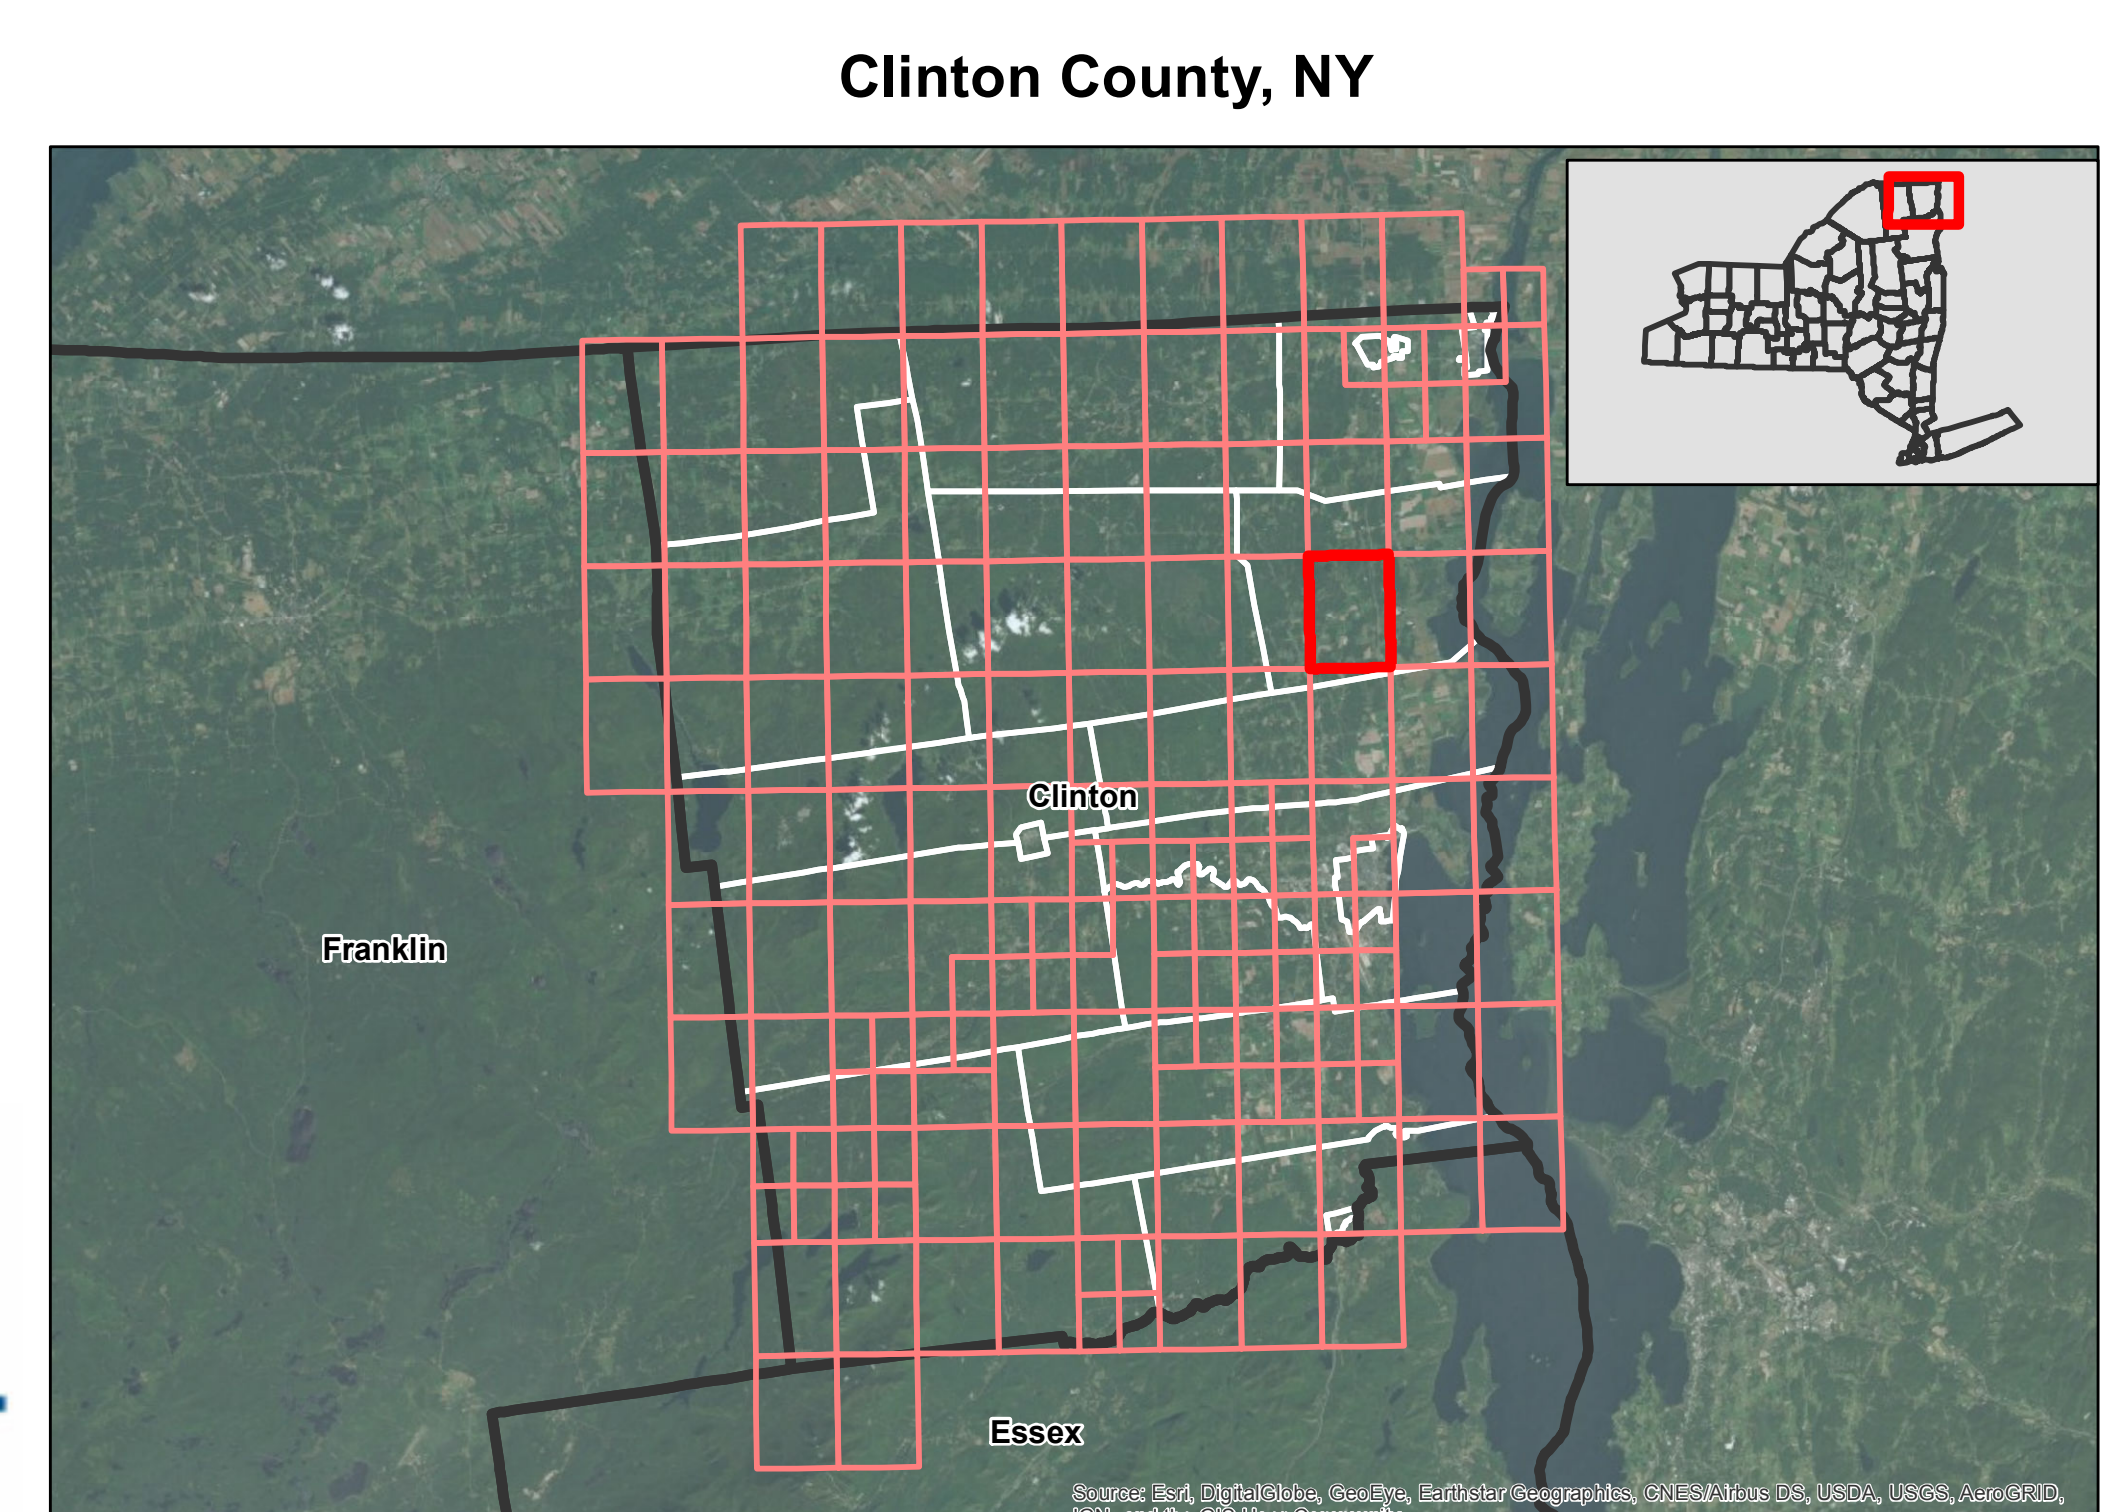 Clinton County, NY
Clinton
Franklin
Essex
Source: Esri, DigitalGlobe, GeoEye, Earthstar Geographics, CNES/Airbus DS, USDA, USGS, AeroGRID,